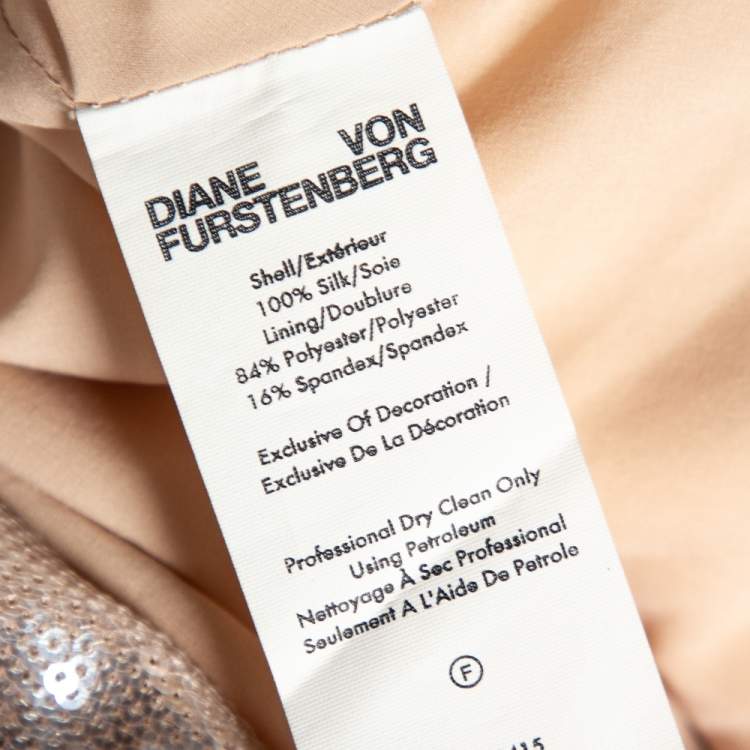 DIANE VON
FURSTENBERG
Shell/Extérieur
100% Silk/Soie
Lining/Doublure
84% Polyester/Polyester
16% Spandex/Spandex
Exclusive Of Decoration /
Exclusive De La Décoration
Professional Dry Clean Only
Using Petroleum
Nettoyage À Sec Professional
Seulement A L'Aide De Petrole
F